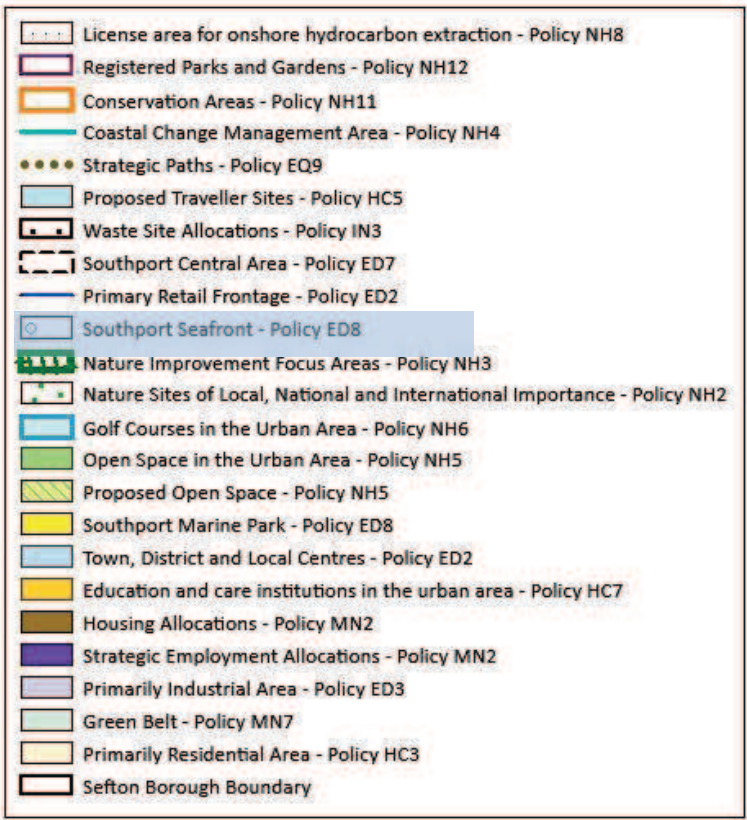 License area for onshore hydrocarbon extraction - Policy NH8
Registered Parks and Gardens - Policy NH12
Conservation Areas - Policy NH11
Coastal Change Management Area - Policy NH4
Strategic Paths - Policy EQ9
Proposed Traveller Sites - Policy HC5
Waste Site Allocations - Policy IN3
Southport Central Area - Policy ED7
Primary Retail Frontage - Policy ED2
Southport Seafront - Policy ED8
Nature Improvement Focus Areas - Policy NH3
Nature Sites of Local, National and International Importance - Policy NH2
Golf Courses in the Urban Area - Policy NH6
Open Space in the Urban Area - Policy NH5
Proposed Open Space - Policy NH5
Southport Marine Park - Policy ED8
Town, District and Local Centres - Policy ED2
Education and care institutions in the urban area - Policy HC7
Housing Allocations - Policy MN2
Strategic Employment Allocations - Policy MN2
Primarily Industrial Area - Policy ED3
Green Belt - Policy MN7
Primarily Residential Area - Policy HC3
Sefton Borough Boundary